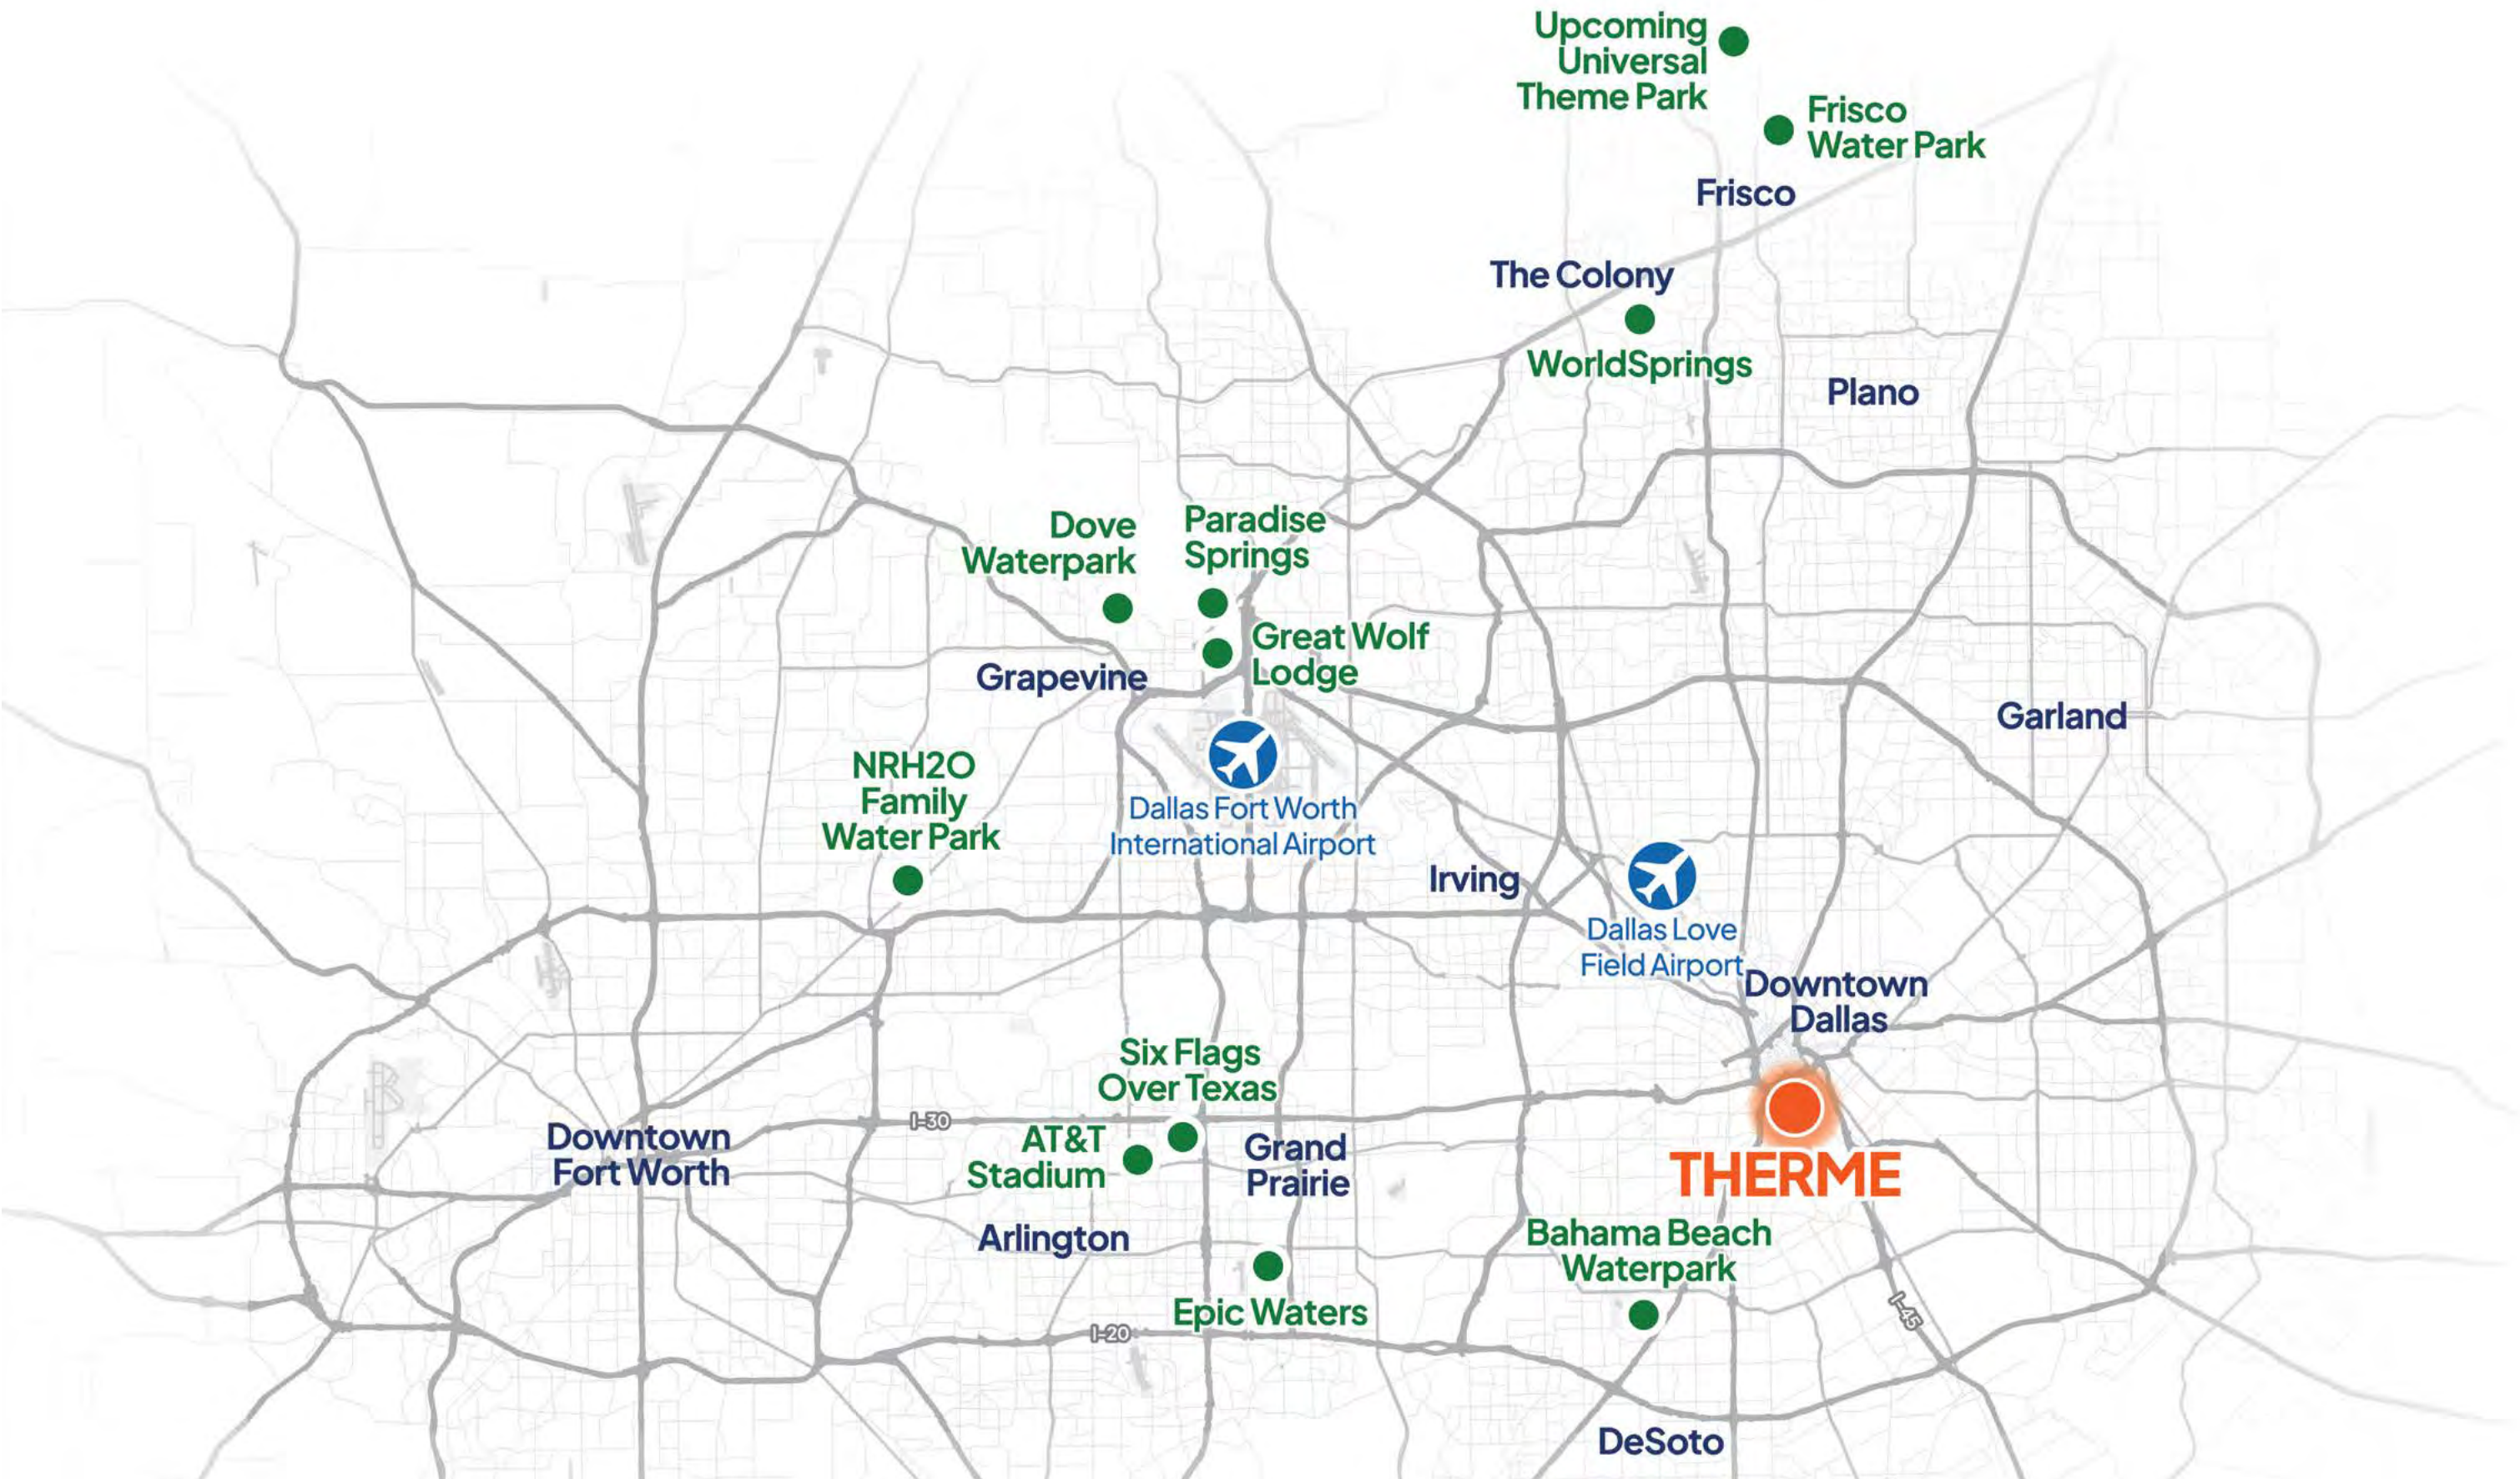 Upcoming
Universal
Theme Park
Frisco
Water Park
Frisco
The Colony
WorldSprings
Plano
Dove
Waterpark
Paradise
Springs
Great Wolf
Lodge
Grapevine
Garland
NRH2O
Family
Water Park
Dallas Fort Worth
International Airport
Irving
Dallas Love
Field Airport
Downtown
Dallas
Six Flags
Over Texas
I-30
AT&T
Stadium
Downtown
Fort Worth
Grand
Prairie
THERME
Arlington
Bahama Beach
Waterpark
Epic Waters
I-20
I-45
DeSoto